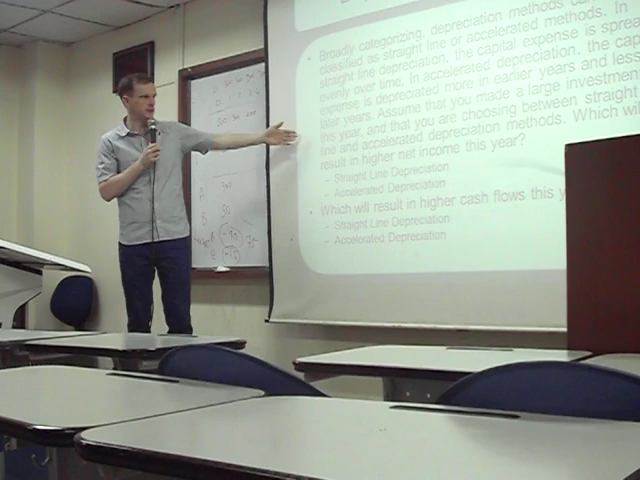 Broadly categorizing, depreciation methods
classified as straight line or accelerated methods. In
straight line depreciation, the capital expense is
evenly over time. In accelerated depreciation, the
expense is depreciated more in earlier years and less
later years. Assume that you made a large investment
this year, and that you are choosing between straight
line and accelerated depreciation methods. Which
result in higher net income this year?
– Straight Line Depreciation
– Accelerated Depreciation
• Which will result in higher cash flows this
– Straight Line Depreciation
– Accelerated Depreciation
A
B
75